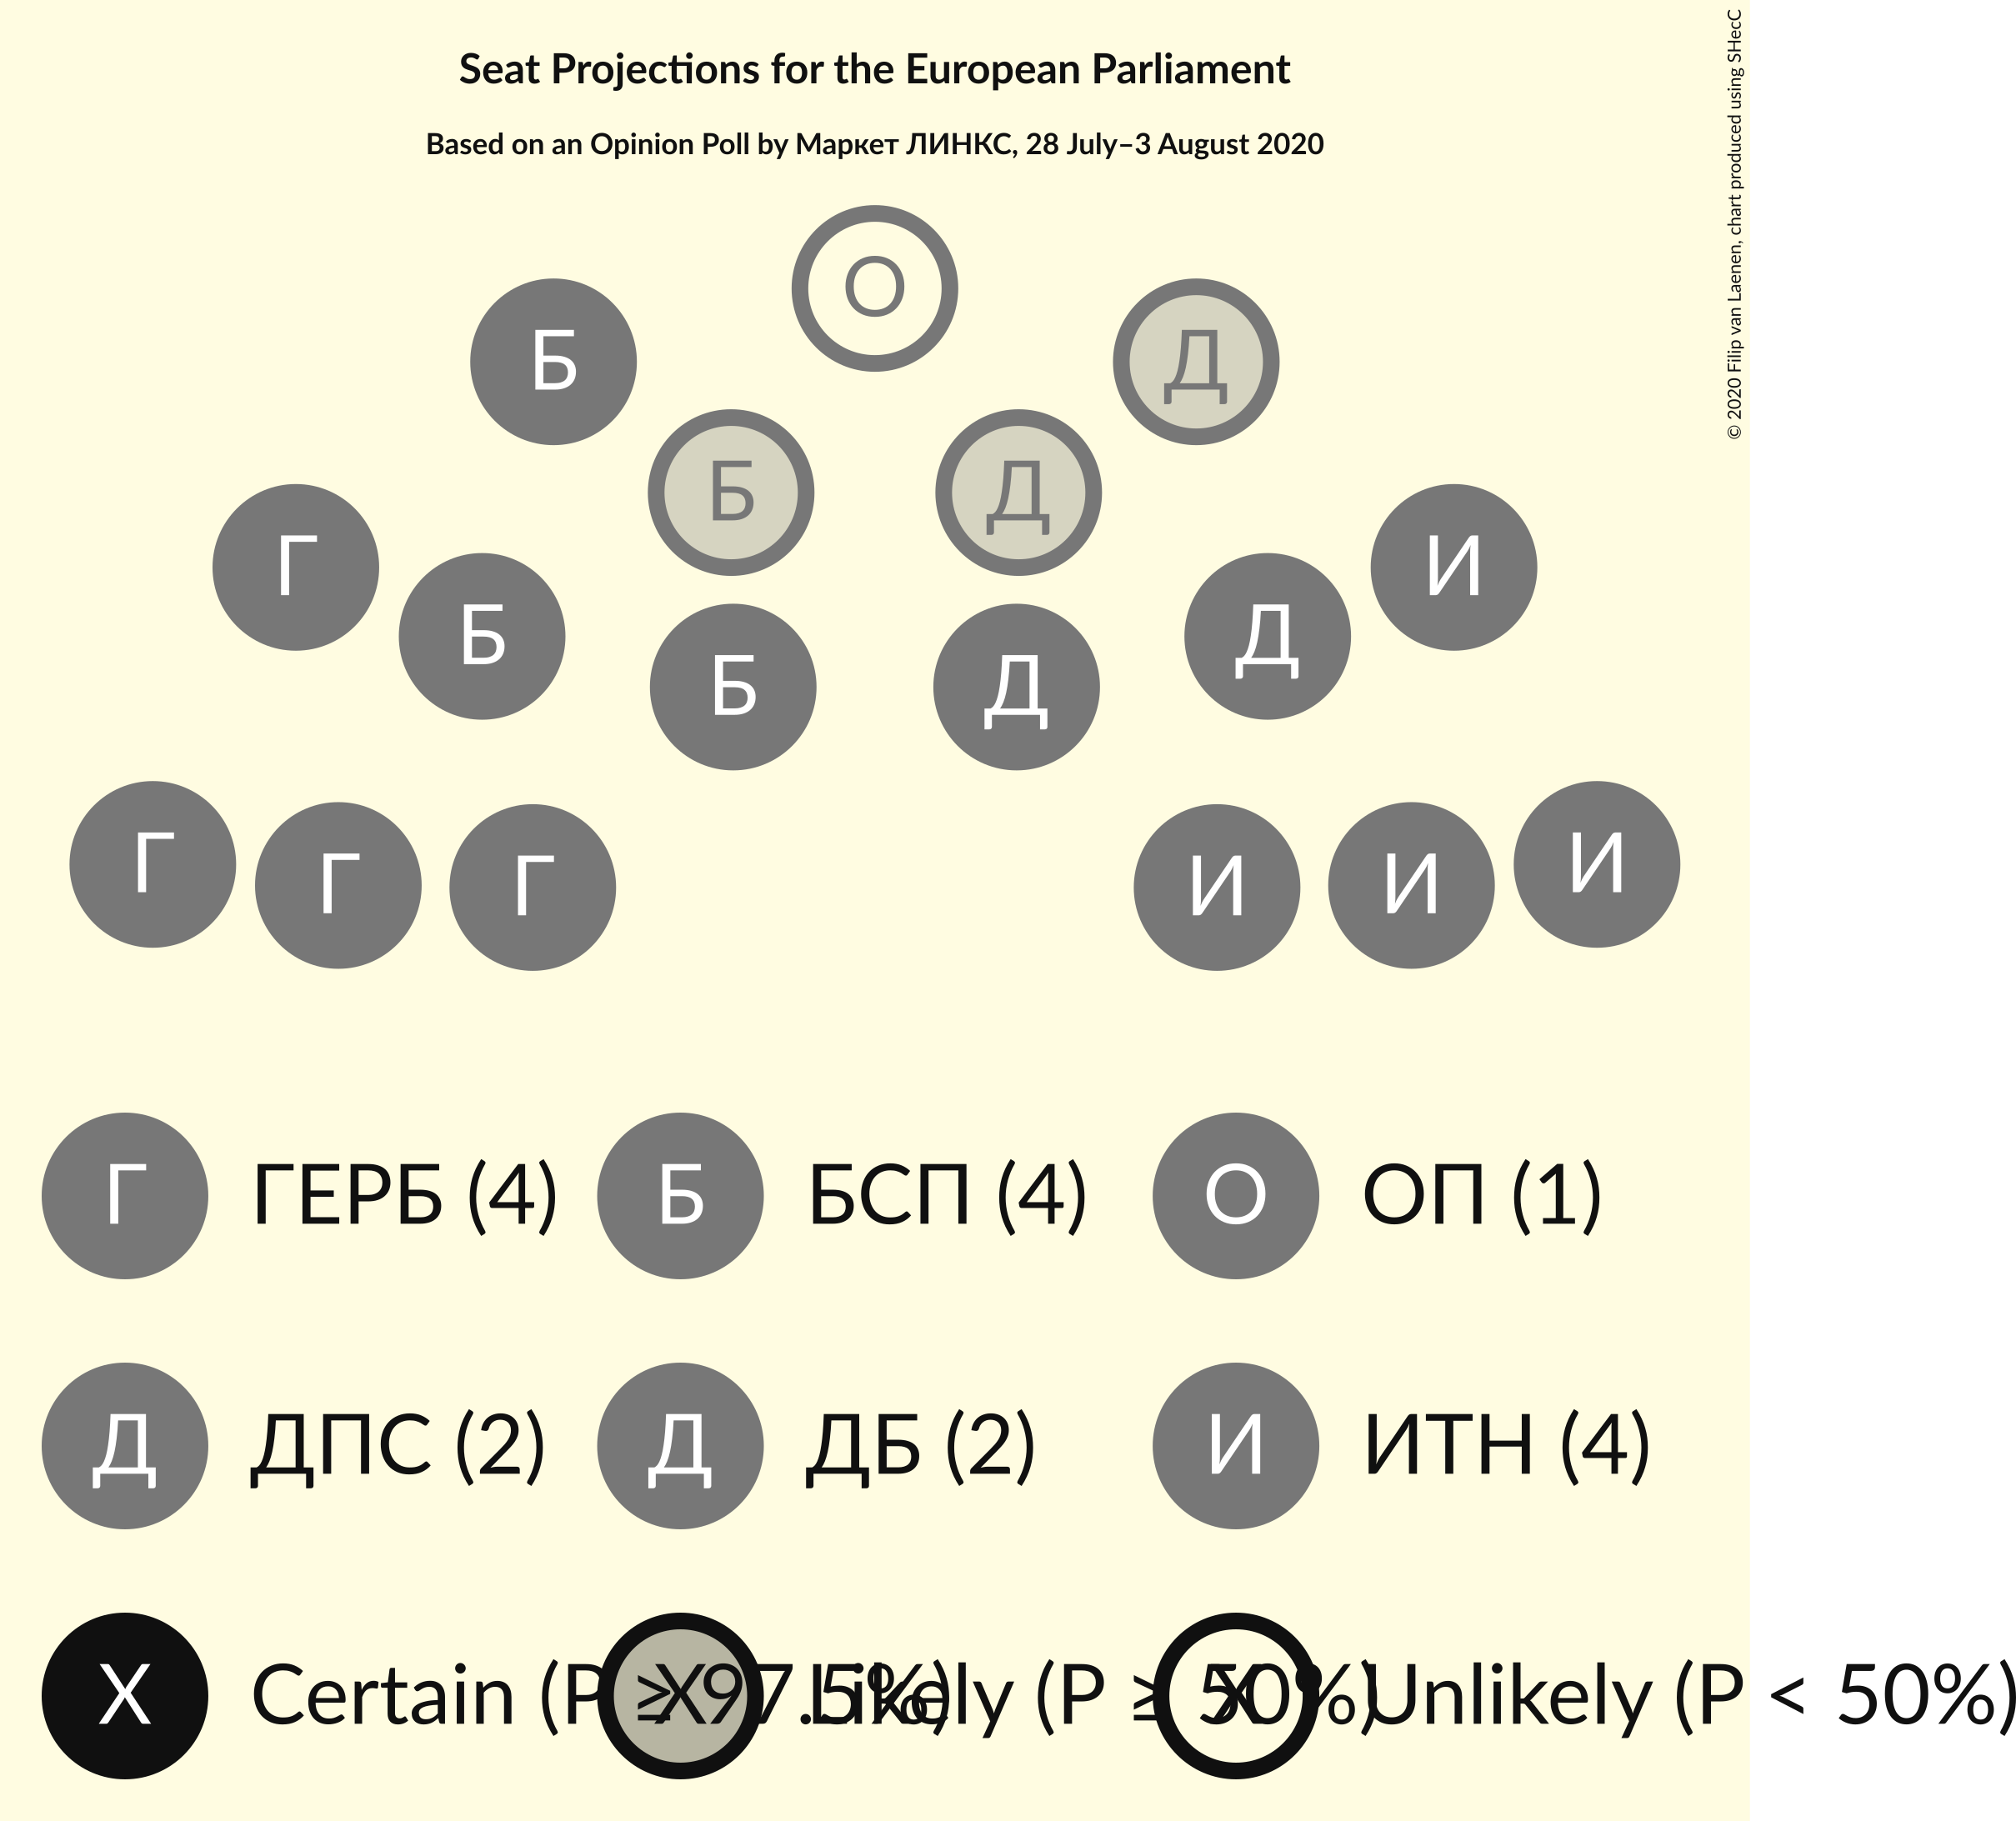 Seat Projections for the European Parliament
Based on an Opinion Poll by Маркет ЛИНКС, 28 July–3 August 2020
© 2020 Filip van Laenen, chart produced using SHecC
О
Б Д
Б Д
Г И
Б Д
Б Д
Г И
Г И
Г И
Г ГЕРБ (4) Б БСП (4) О ОП (1)
Д ДПС (2) Д ДБ (2) И ИТН (4)
X Certain (P ≥ 97.5%) X Likely (P ≥ 50%) X Unlikely (P < 50%)